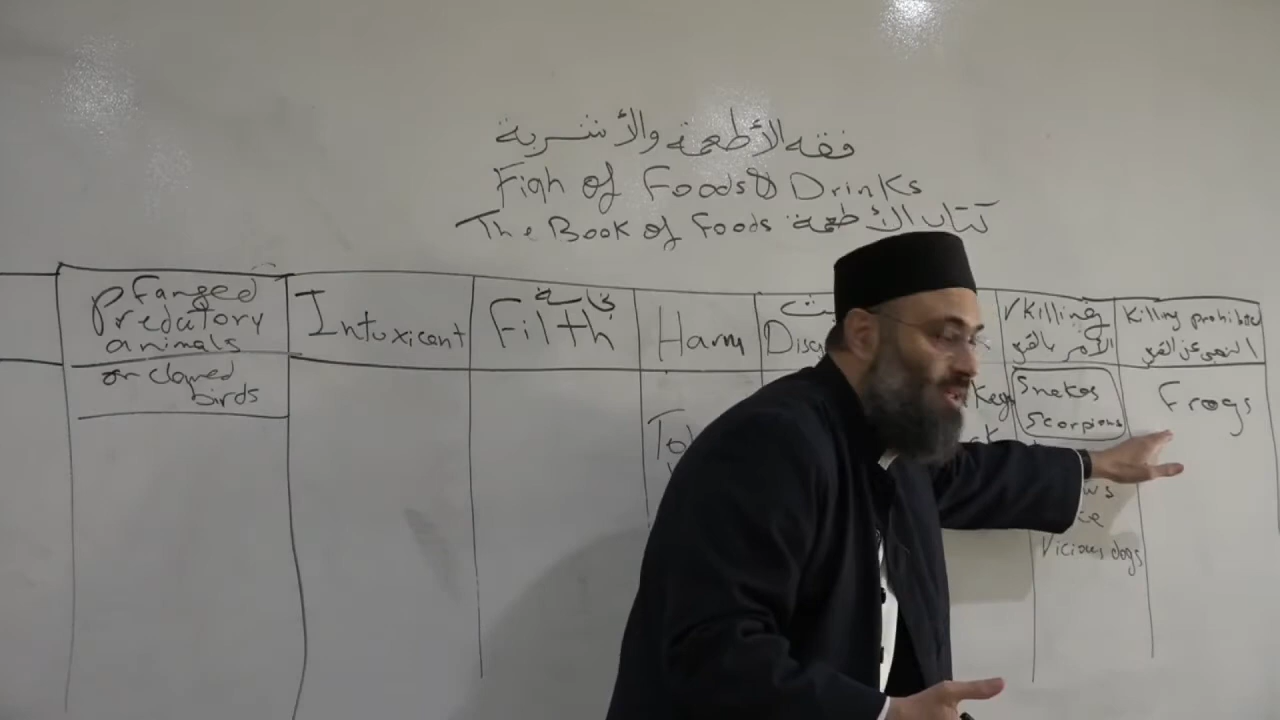 فقه الأطعمة والأشربة
Fiqh of Foods & Drinks
The Book of Foods كتاب الأطعمة
fanged
Predatory
animals
or clawed
birds
Intoxicant
نجاسة
Filth
Harm
killing
الأمر بالقتل
Snakes
Scorpions
Vicious dogs
Killing prohibited
النهي عن القتل
Frogs